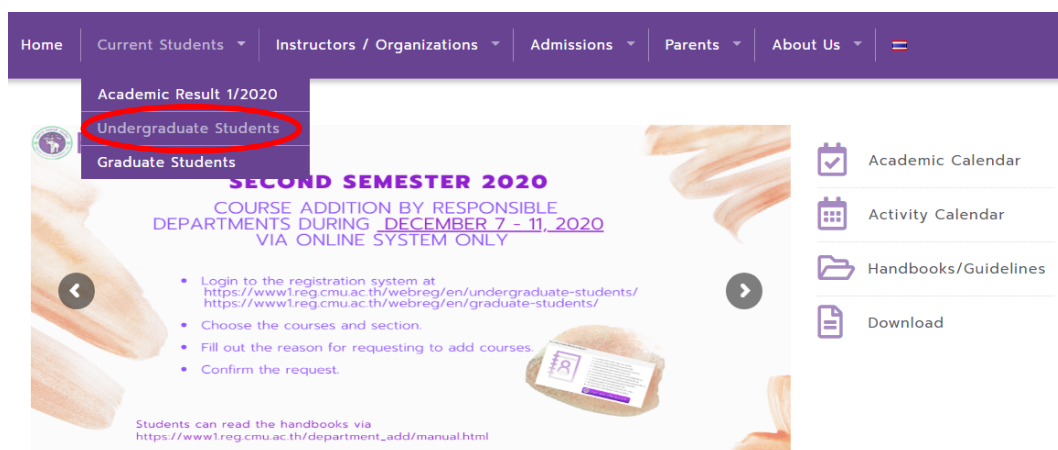 Home Current Students Instructors / Organizations Admissions Parents About Us
Academic Result 1/2020
Undergraduate Students
Graduate Students
SECOND SEMESTER 2020
COURSE ADDITION BY RESPONSIBLE
DEPARTMENTS DURING DECEMBER 7 - 11, 2020
VIA ONLINE SYSTEM ONLY
• Login to the registration system at
https://www1.reg.cmu.ac.th/webreg/en/undergraduate-students/
https://www1.reg.cmu.ac.th/webreg/en/graduate-students/
• Choose the courses and section.
• Fill out the reason for requesting to add courses.
• Confirm the request.
Students can read the handbooks via
https://www1.reg.cmu.ac.th/department_add/manual.html
Academic Calendar
Activity Calendar
Handbooks/Guidelines
Download